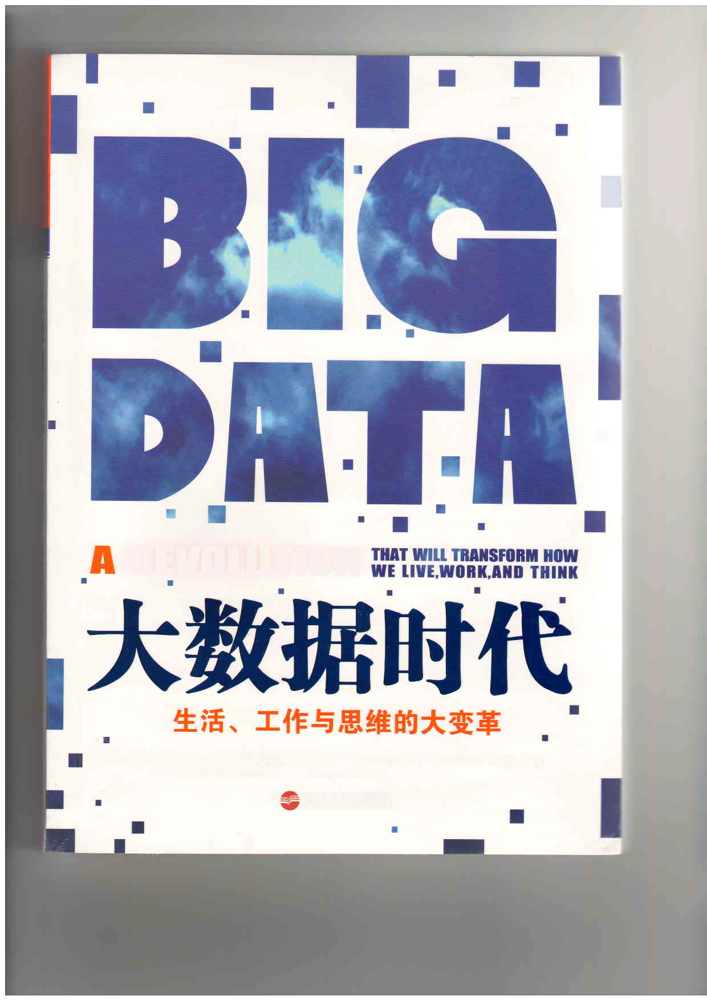 BIG
DATA
A REVOLUTION
THAT WILL TRANSFORM HOW
WE LIVE,WORK,AND THINK
大数据时代
生活、工作与思维的大变革